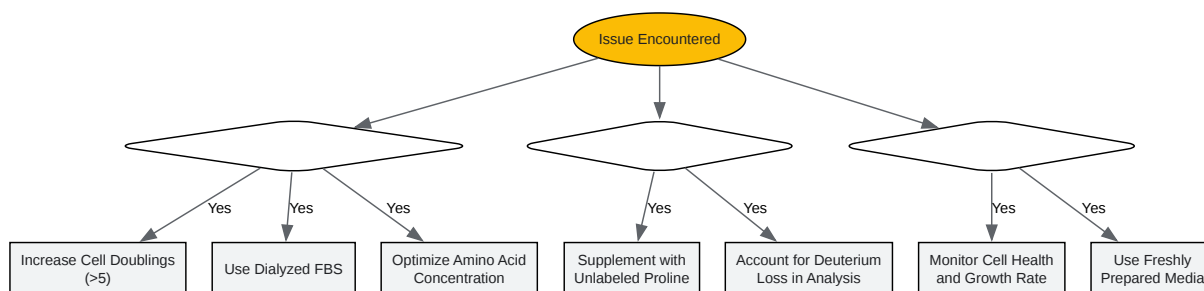 Issue Encountered
Yes
Yes
Yes
Yes
Yes
Yes
Yes
Increase Cell Doublings
(>5)
Use Dialyzed FBS
Optimize Amino Acid
Concentration
Supplement with
Unlabeled Proline
Account for Deuterium
Loss in Analysis
Monitor Cell Health
and Growth Rate
Use Freshly
Prepared Media